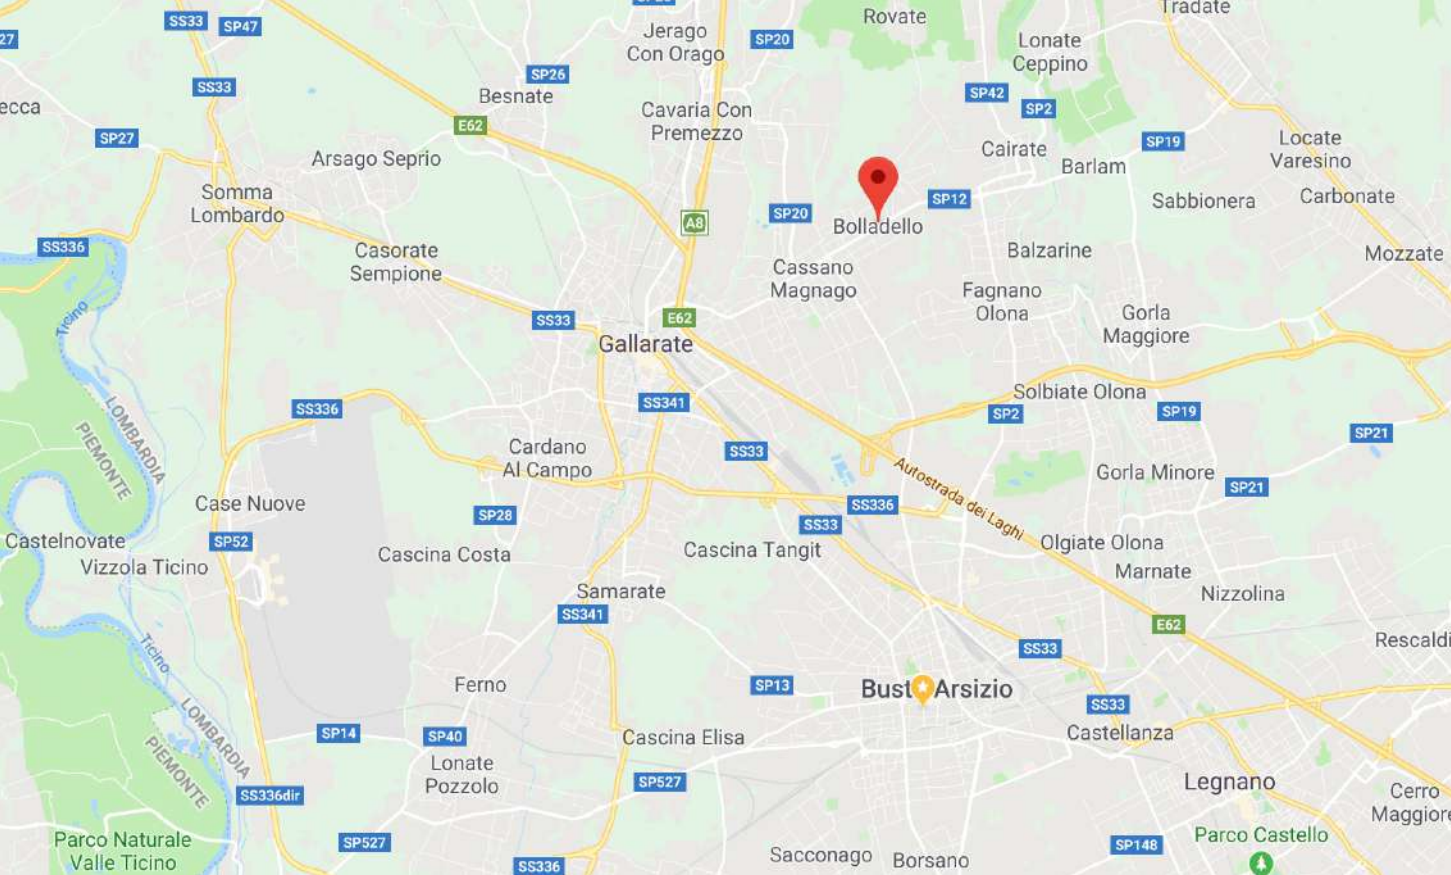 SS33
SP47
27
SP20
Rovate
Tradate
Jerago
Con Orago
Lonate
Ceppino
SP26
SS33
Besnate
SP42
SP2
ecca
Cavaria Con
Premezzo
E62
SP27
SP19
Locate
Varesino
Arsago Seprio
Cairate
Barlam
Somma
Lombardo
SP12
Sabbionera
Carbonate
A8
SP20
Bolladello
SS336
Casorate
Sempione
Balzarine
Mozzate
Cassano
Magnago
Fagnano
Olona
Ticino
SS33
E62
Gorla
Maggiore
Gallarate
SS336
SS341
Solbiate Olona
SP2
SP19
LOMBARDIA
PIEMONTE
SP21
Cardano
Al Campo
SS33
Autostrada dei Laghi
Gorla Minore
SP21
Case Nuove
SP28
SS336
SS33
Castelnovate
SP52
Cascina Costa
Cascina Tangit
Olgiate Olona
Vizzola Ticino
Marnate
Samarate
Nizzolina
SS341
E62
Ticino
SS33
Rescaldi
Ferno
SP13
Busto Arsizio
SS33
LOMBARDIA
PIEMONTE
SP14
SP40
Cascina Elisa
Castellanza
Lonate
Pozzolo
SP527
Legnano
SS336dir
Cerro
Maggiore
Parco Naturale
Valle Ticino
SP527
SS336
Sacconago
Borsano
SP148
Parco Castello